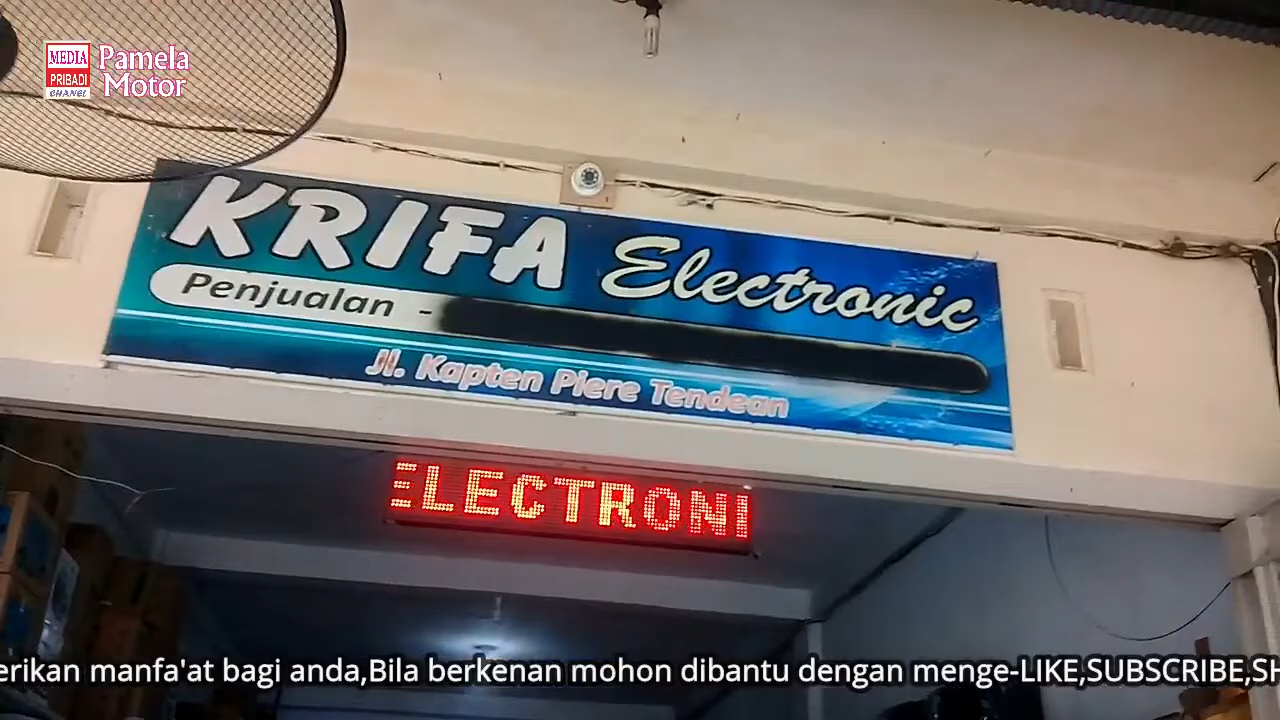 MEDIA
PRIBADI
CHANEL
Pamela
Motor
KRIFA Electronic
Penjualan -
Jl. Kapten Piere Tendean
ELECTRONI
erikan manfa'at bagi anda,Bila berkenan mohon dibantu dengan menge-LIKE,SUBSCRIBE,SH